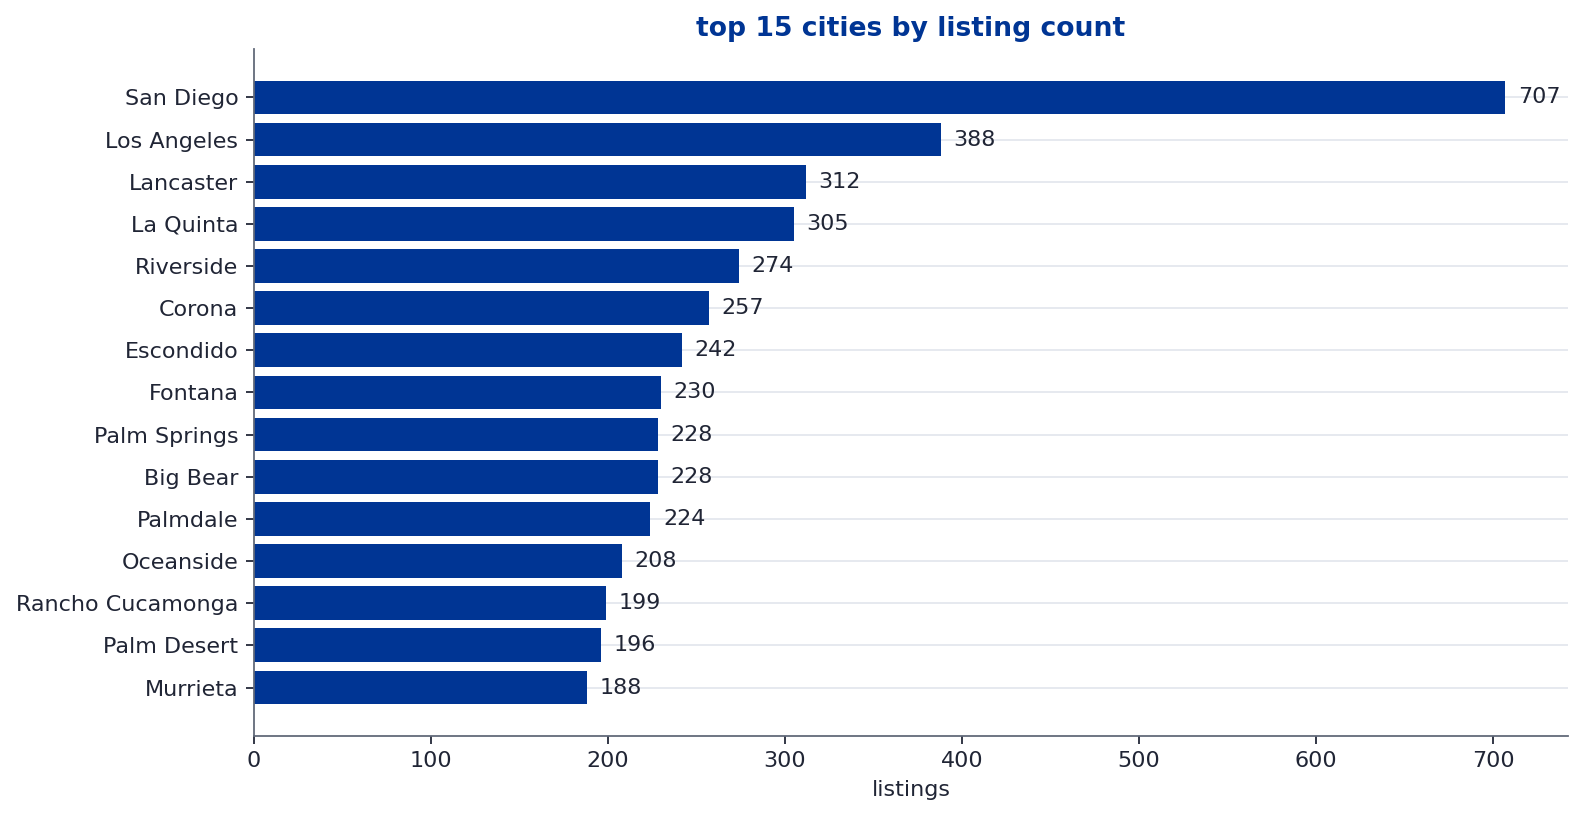 top 15 cities by listing count
San Diego 707
Los Angeles 388
Lancaster 312
La Quinta 305
Riverside 274
Corona 257
Escondido 242
Fontana 230
Palm Springs 228
Big Bear 228
Palmdale 224
Oceanside 208
Rancho Cucamonga 199
Palm Desert 196
Murrieta 188
0 100 200 300 400 500 600 700
listings